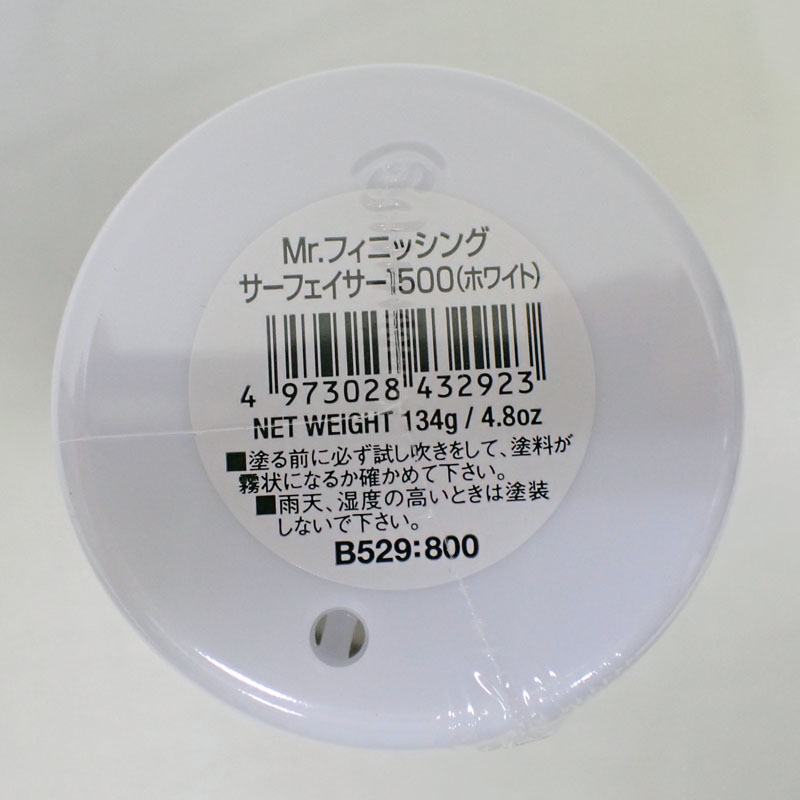 Mr.フィニッシング
サーフェイサー1500(ホワイト)
4 973028 432923
NET WEIGHT 134g / 4.8oz
■塗る前に必ず試し吹きをして、塗料が
霧状になるか確かめて下さい。
■雨天、湿度の高いときは塗装
しないで下さい。
B529:800